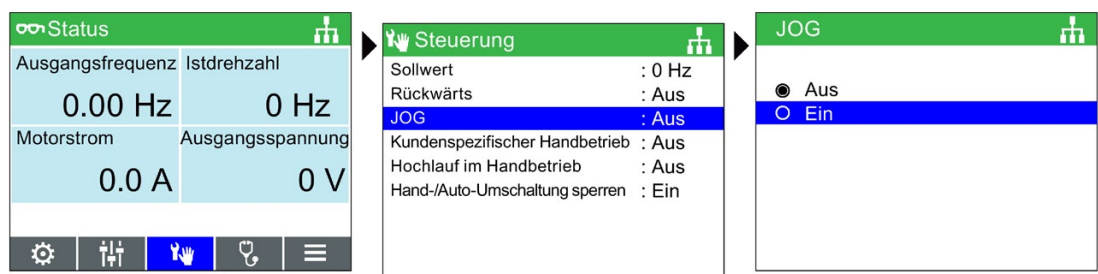 Status
Ausgangsfrequenz Istdrehzahl
0.00 Hz 0 Hz
Motorstrom Ausgangsspannung
0.0 A 0 V
Steuerung
Sollwert : 0 Hz
Rückwärts : Aus
JOG : Aus
Kundenspezifischer Handbetrieb : Aus
Hochlauf im Handbetrieb : Aus
Hand-/Auto-Umschaltung sperren : Ein
JOG
Aus
Ein